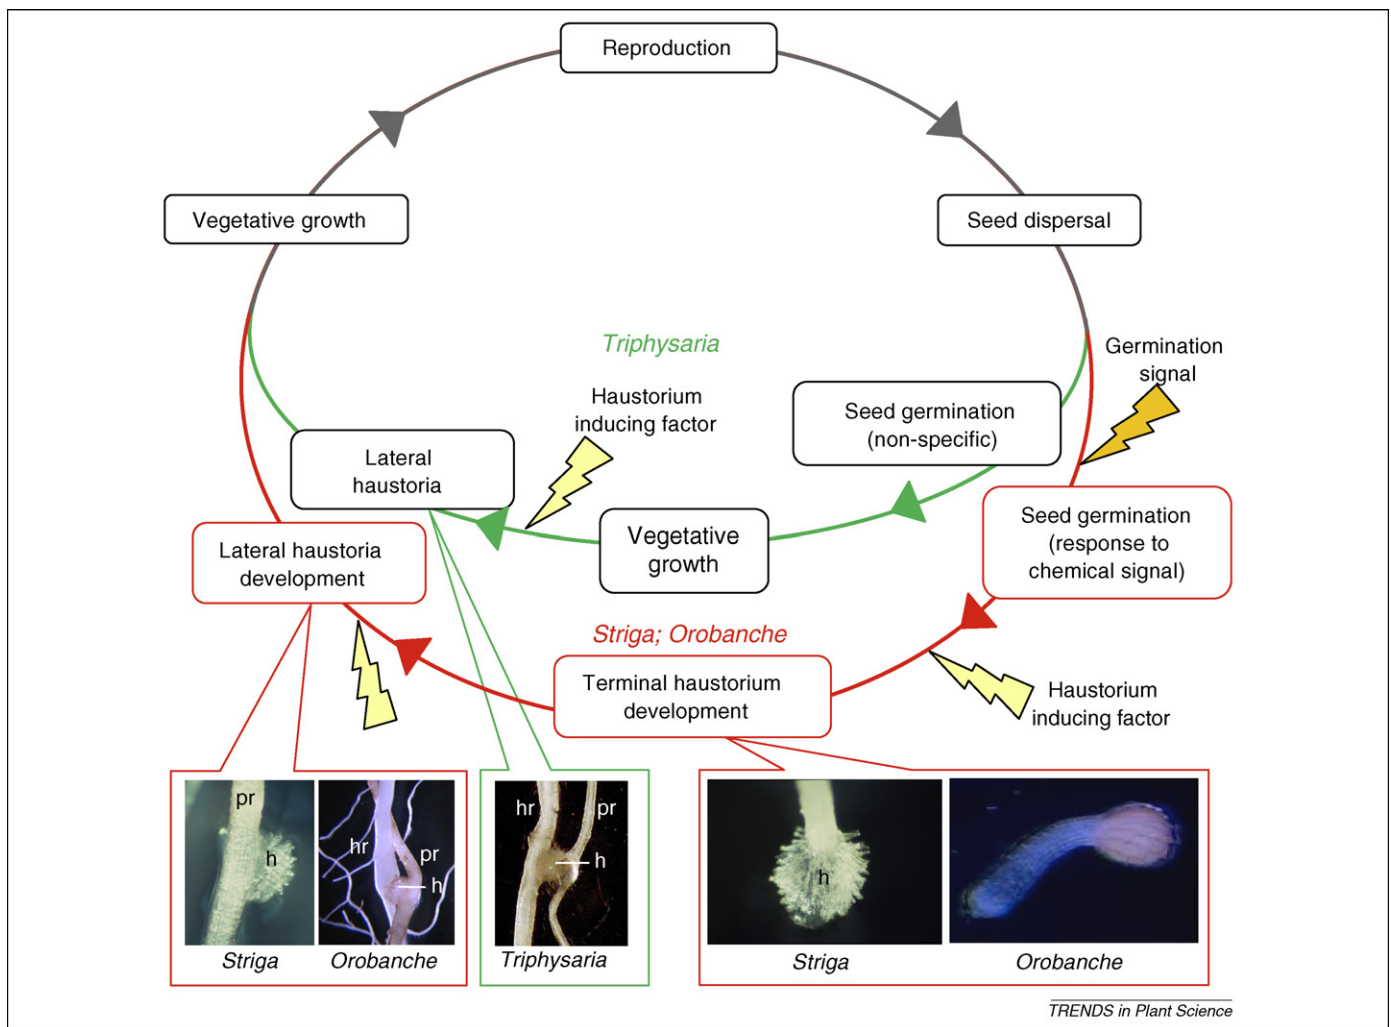 Reproduction
Vegetative growth
Seed dispersal
Triphysaria
Germination
signal
Haustorium
inducing factor
Seed germination
(non-specific)
Lateral
haustoria
Vegetative
growth
Seed germination
(response to
chemical signal)
Lateral haustoria
development
Striga; Orobanche
Terminal haustorium
development
Haustorium
inducing factor
pr
h
Striga
hr
pr
h
Orobanche
hr
pr
h
Triphysaria
h
Striga
Orobanche
TRENDS in Plant Science